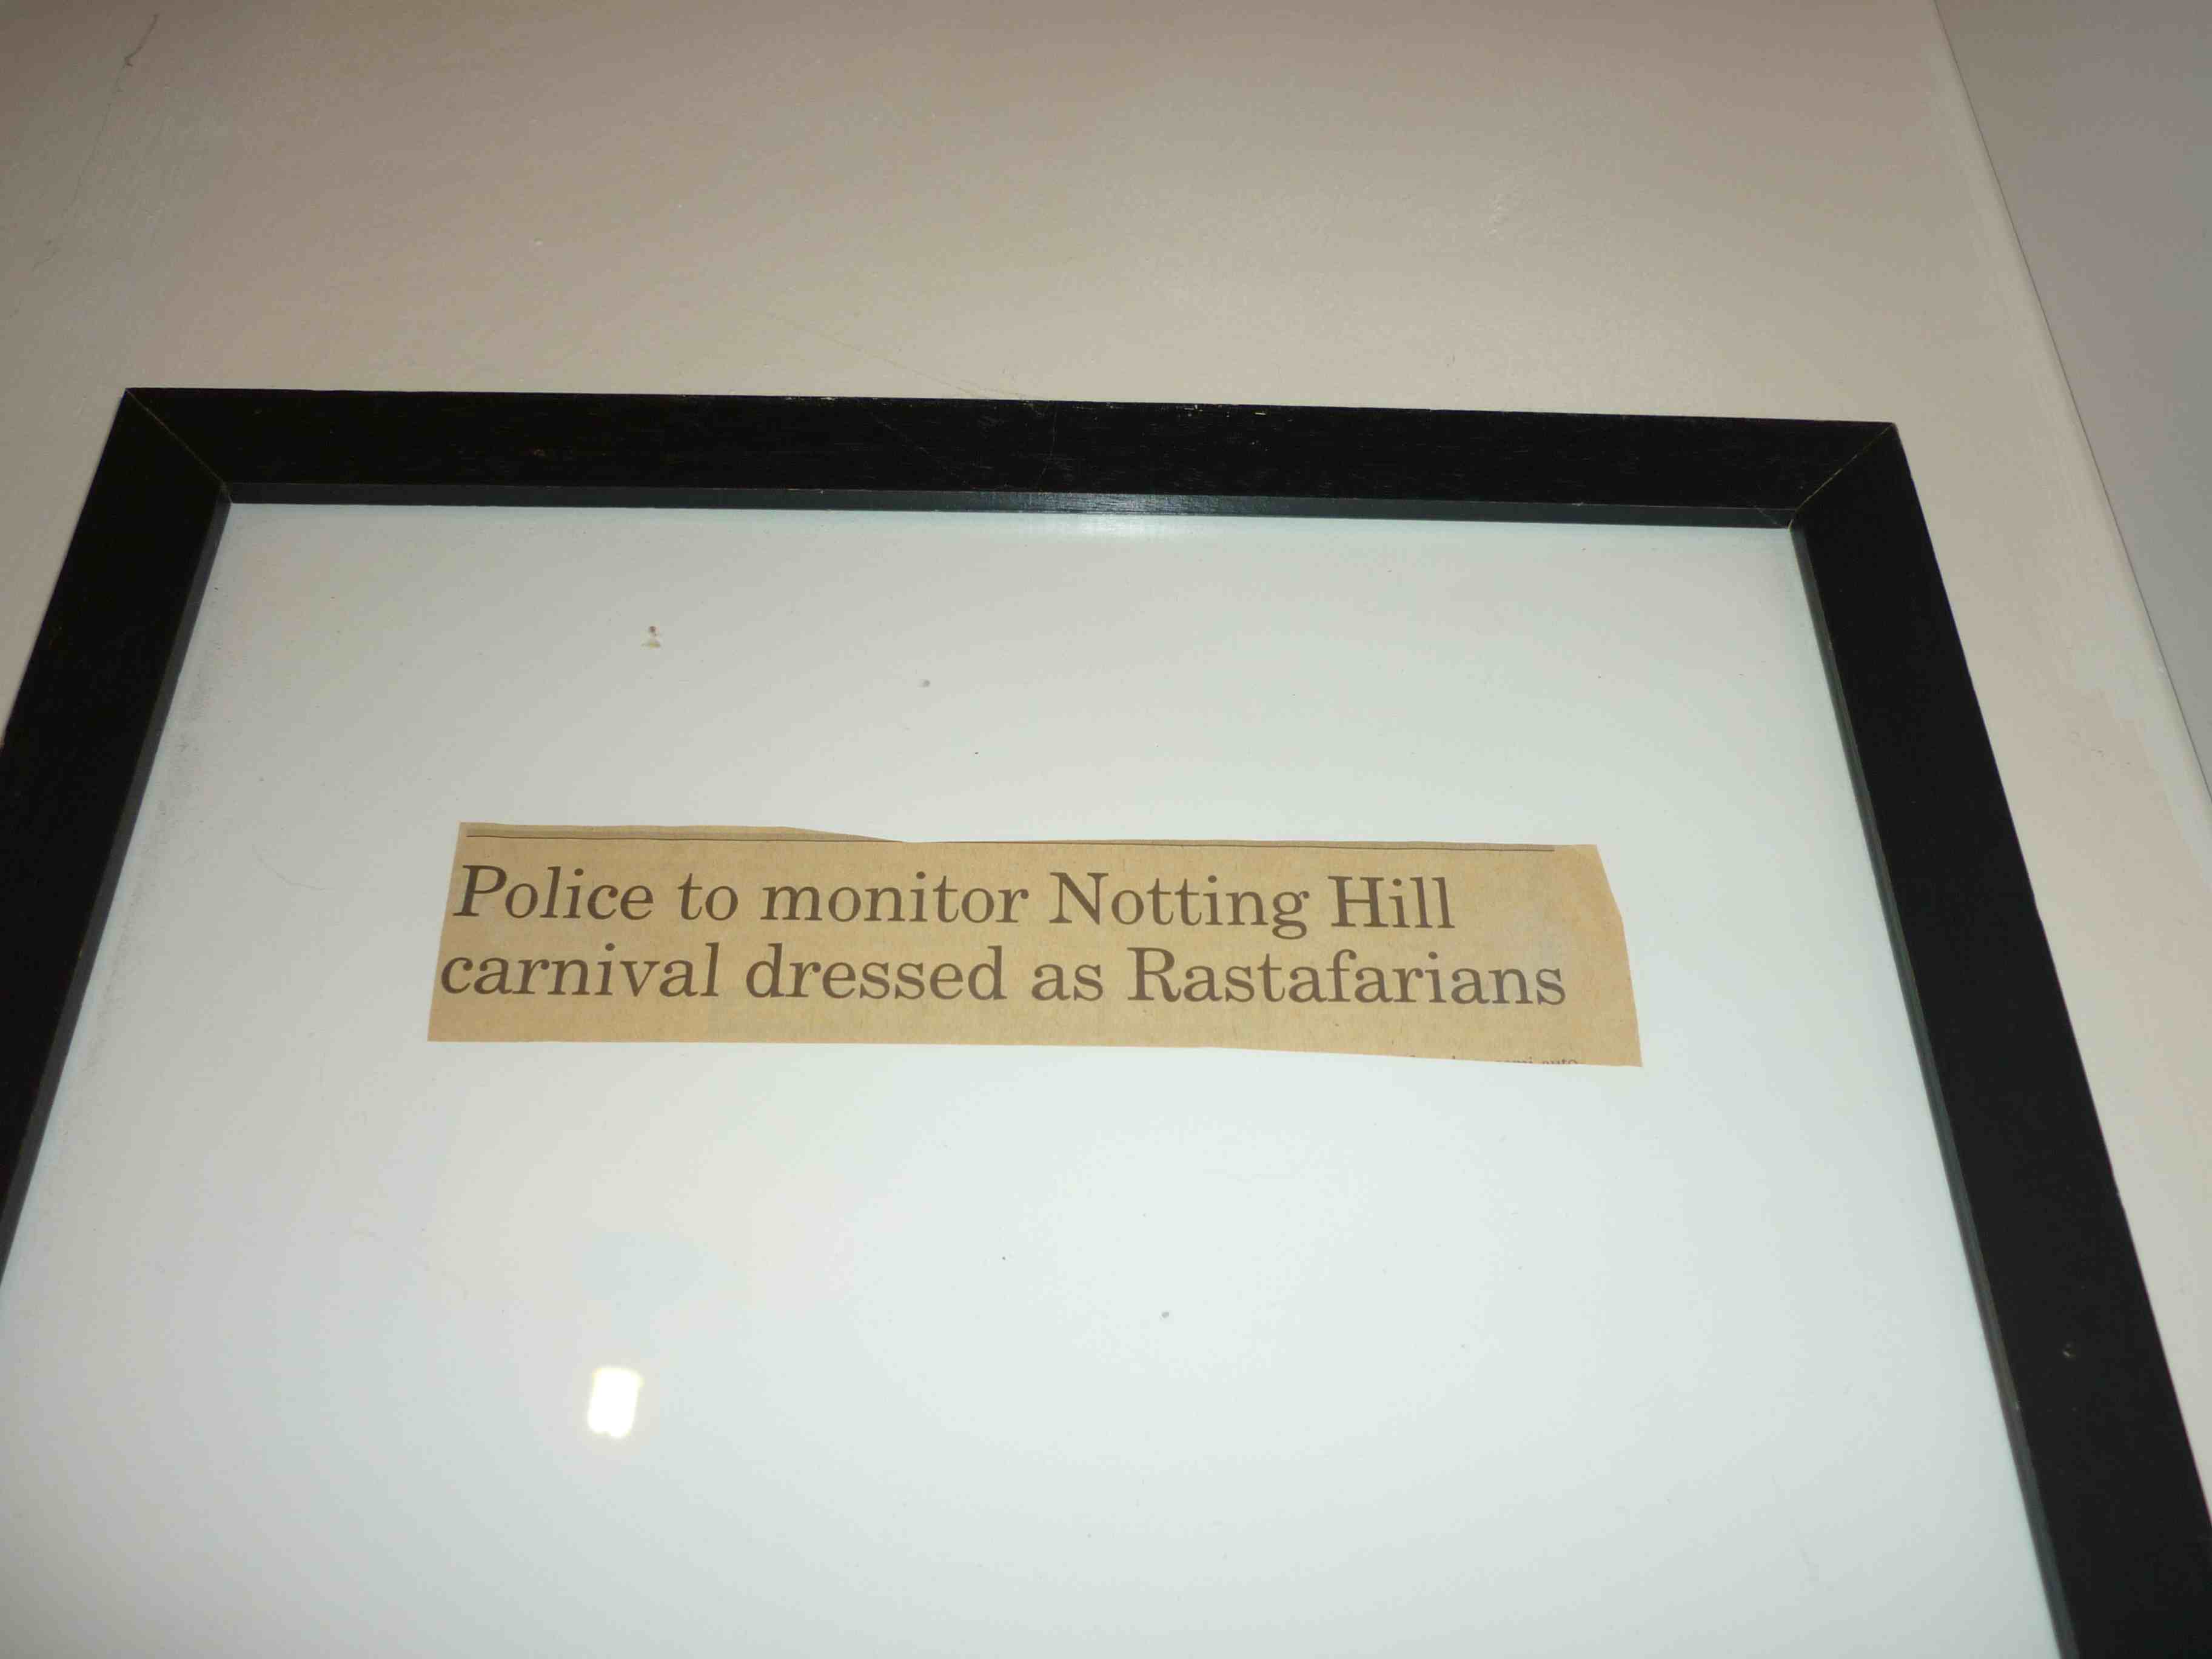 Police to monitor Notting Hill
carnival dressed as Rastafarians